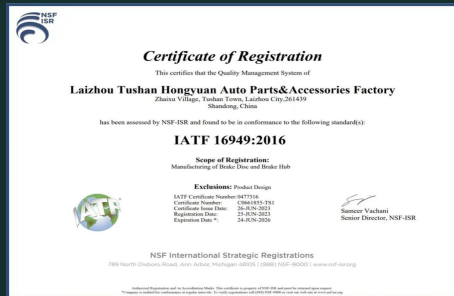 NSF
ISR
Certificate of Registration
This certifies that the Quality Management System of
Laizhou Tushan Hongyuan Auto Parts&Accessories Factory
Zhaixu Village, Tushan Town, Laizhou City,261439
Shandong, China
has been assessed by NSF-ISR and found to be in conformance to the following standard(s):
IATF 16949:2016
Scope of Registration:
Manufacturing of Brake Disc and Brake Hub
Exclusions: Product Design
IATF
IATF Certificate Number:0477516
Certificate Number: C0661855-TS1
Certificate Issue Date: 26-JUN-2023
Registration Date: 25-JUN-2023
Expiration Date *: 24-JUN-2026
Sameer Vachani
Senior Director, NSF-ISR
NSF International Strategic Registrations
789 North Dixboro Road, Ann Arbor, Michigan 48105 | (888) NSF-9000 | www.nsf-isr.org